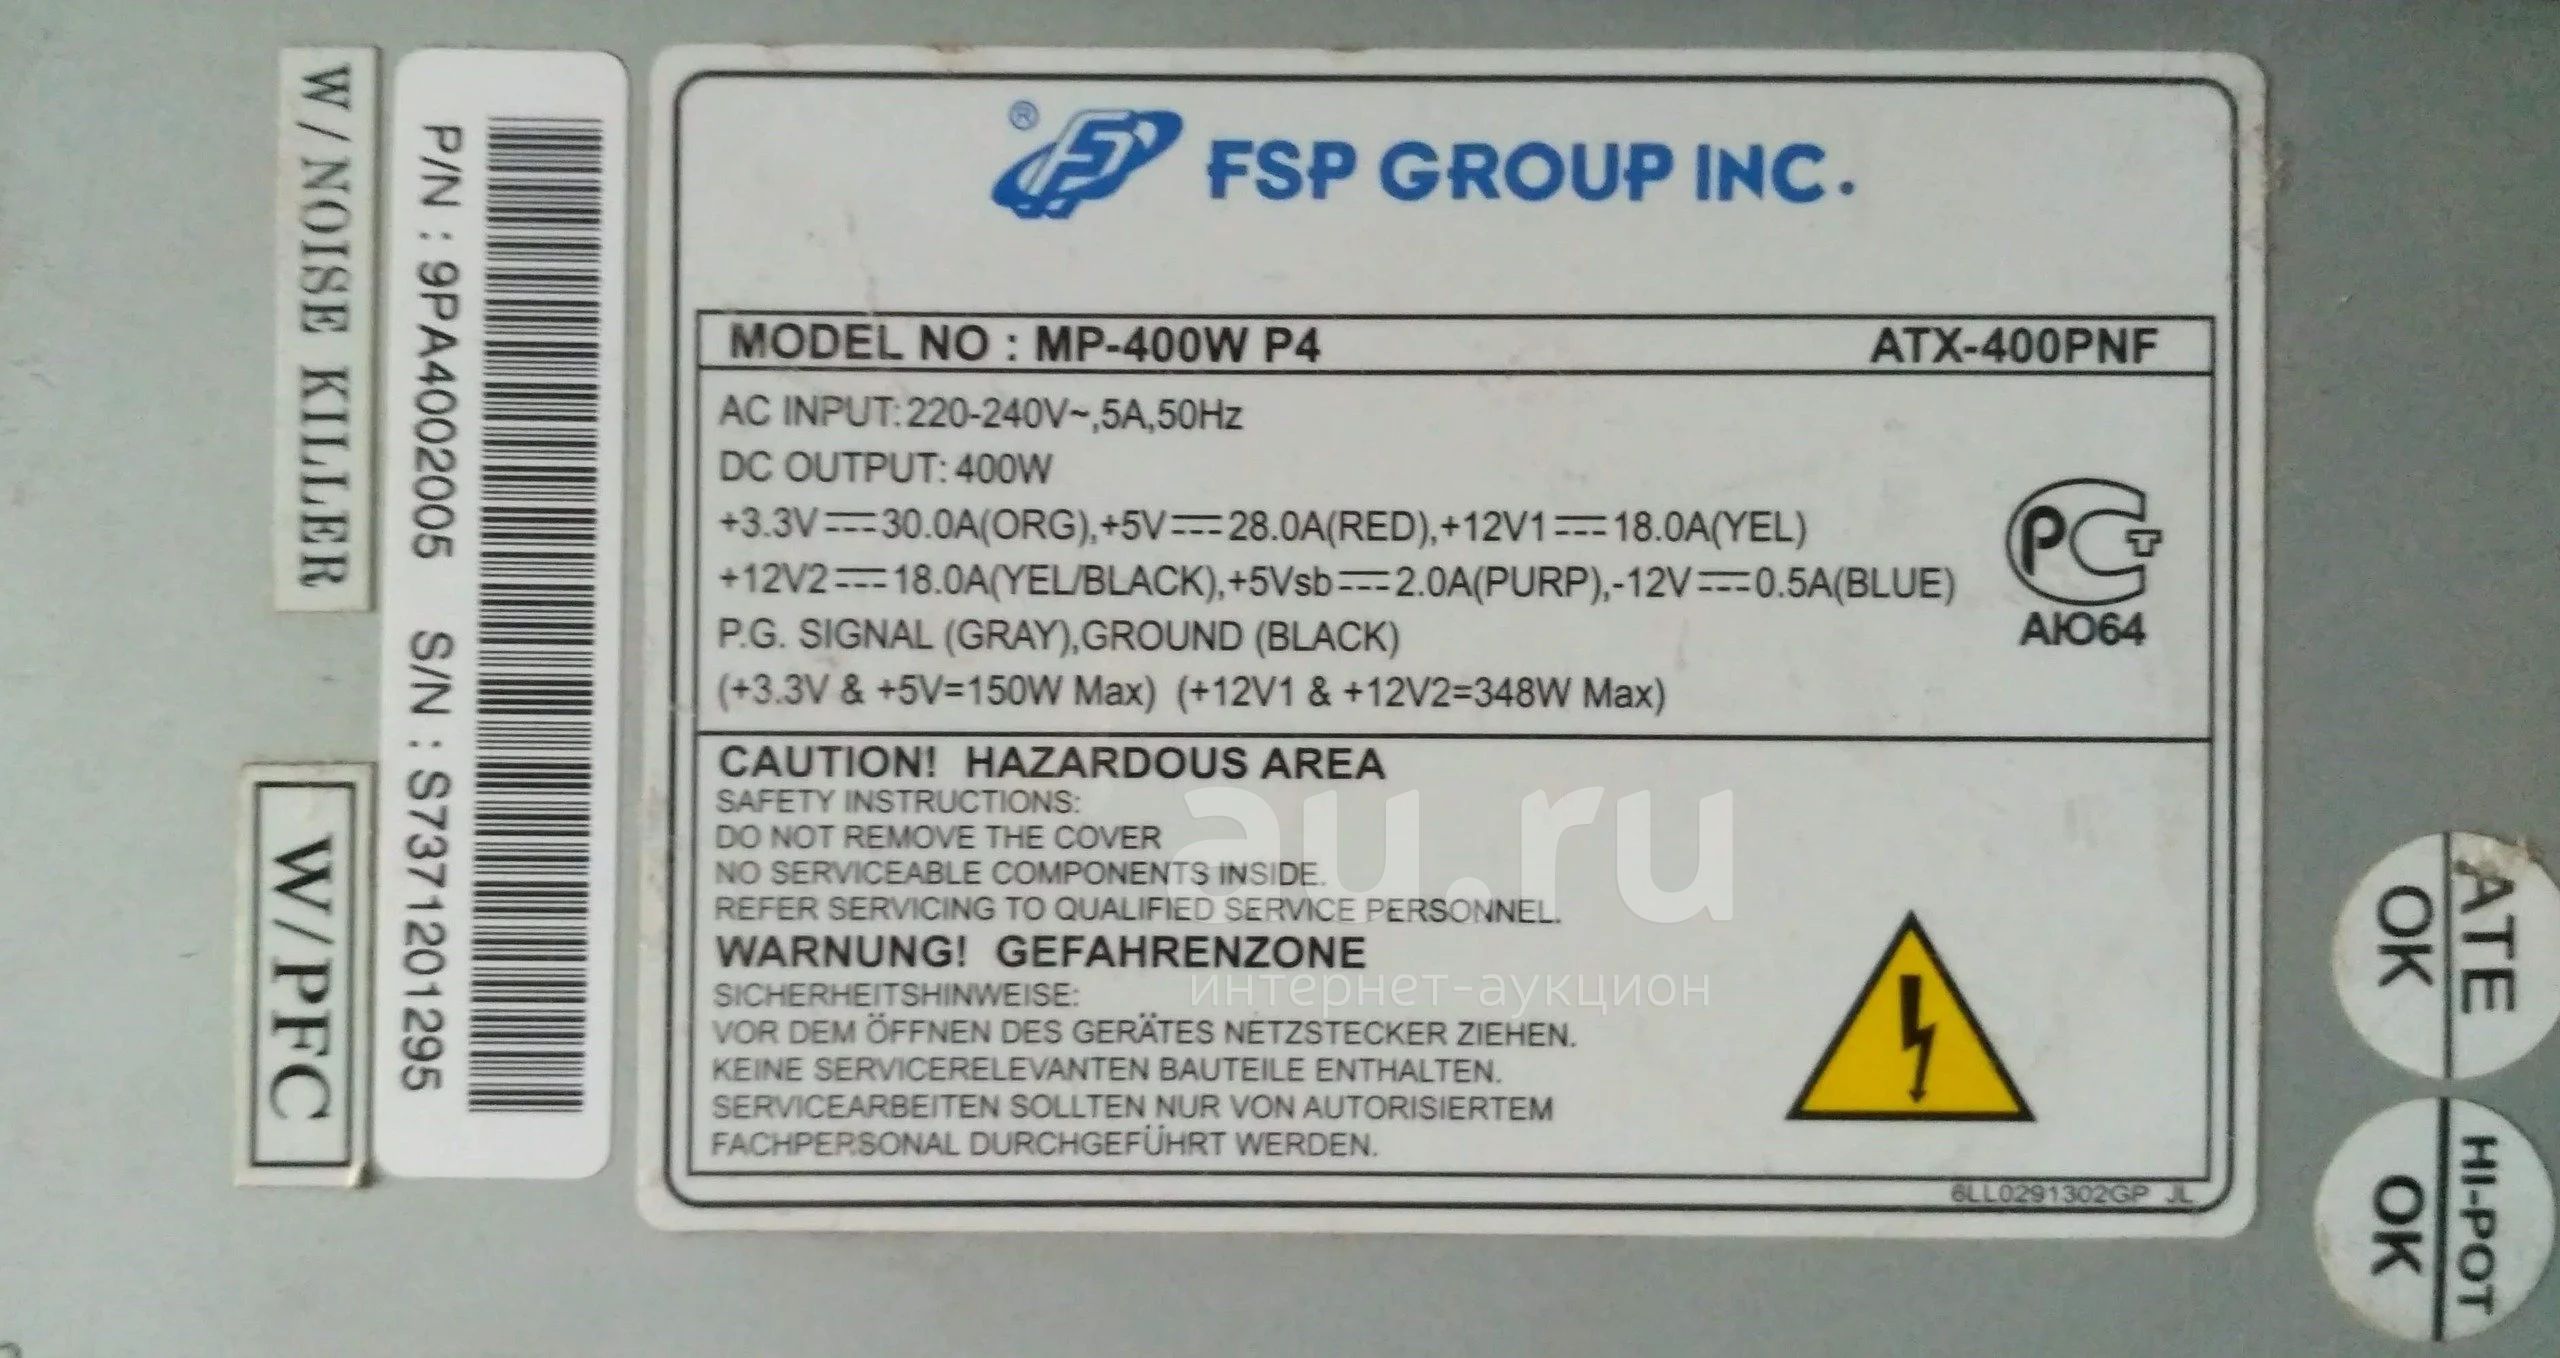 W/NOISE KILLER
W/PFC
P/N : 9PA4002005 S/N : S7371201295
® FSP GROUP INC.
MODEL NO : MP-400W P4 ATX-400PNF
AC INPUT: 220-240V~,5A,50Hz
DC OUTPUT: 400W
+3.3V⎓30.0A(ORG),+5V⎓28.0A(RED),+12V1⎓18.0A(YEL)
+12V2⎓18.0A(YEL/BLACK),+5Vsb⎓2.0A(PURP),-12V⎓0.5A(BLUE)
P.G. SIGNAL (GRAY),GROUND (BLACK)
(+3.3V & +5V=150W Max) (+12V1 & +12V2=348W Max)
РСТ
АЮ64
CAUTION! HAZARDOUS AREA
SAFETY INSTRUCTIONS:
DO NOT REMOVE THE COVER
NO SERVICEABLE COMPONENTS INSIDE.
REFER SERVICING TO QUALIFIED SERVICE PERSONNEL.
WARNUNG! GEFAHRENZONE
SICHERHEITSHINWEISE:
VOR DEM ÖFFNEN DES GERÄTES NETZSTECKER ZIEHEN.
KEINE SERVICERELEVANTEN BAUTEILE ENTHALTEN.
SERVICEARBEITEN SOLLTEN NUR VON AUTORISIERTEM
FACHPERSONAL DURCHGEFÜHRT WERDEN.
6LL0291302GP JL
au.ru
интернет-аукцион
ATE
OK
HI-POT
OK